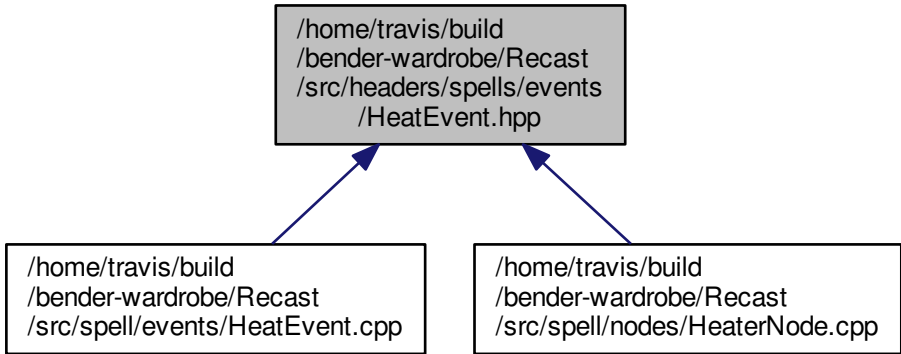 /home/travis/build
/bender-wardrobe/Recast
/src/headers/spells/events
/HeatEvent.hpp
/home/travis/build
/bender-wardrobe/Recast
/src/spell/events/HeatEvent.cpp
/home/travis/build
/bender-wardrobe/Recast
/src/spell/nodes/HeaterNode.cpp